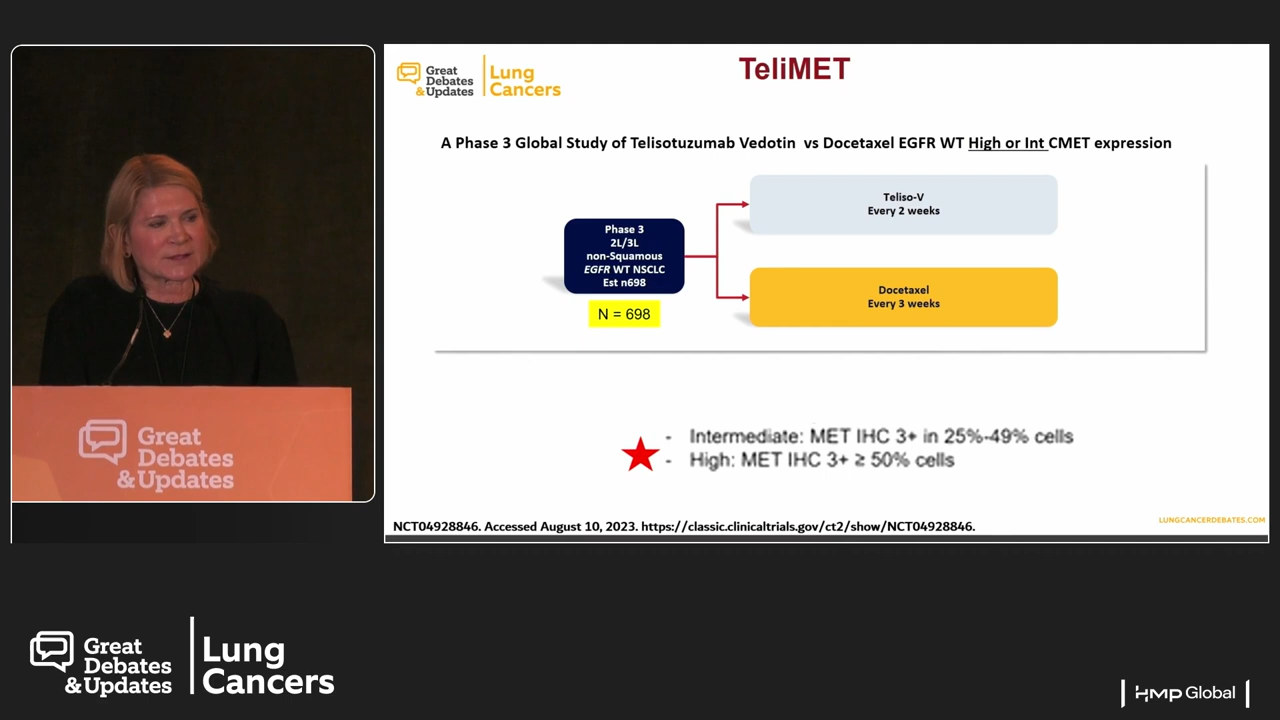 Great
Debates
&Updates
Lung
Cancers
TeliMET
A Phase 3 Global Study of Telisotuzumab Vedotin vs Docetaxel EGFR WT High or Int CMET expression
Phase 3
2L/3L
non-Squamous
EGFR WT NSCLC
Est n698
N = 698
Teliso-V
Every 2 weeks
Docetaxel
Every 3 weeks
- Intermediate: MET IHC 3+ in 25%-49% cells
- High: MET IHC 3+ ≥ 50% cells
NCT04928846. Accessed August 10, 2023. https://classic.clinicaltrials.gov/ct2/show/NCT04928846.
LUNGCANCERDEBATES.COM
Great
Debates
&Updates
Great
Debates
&Updates
Lung
Cancers
HMP Global